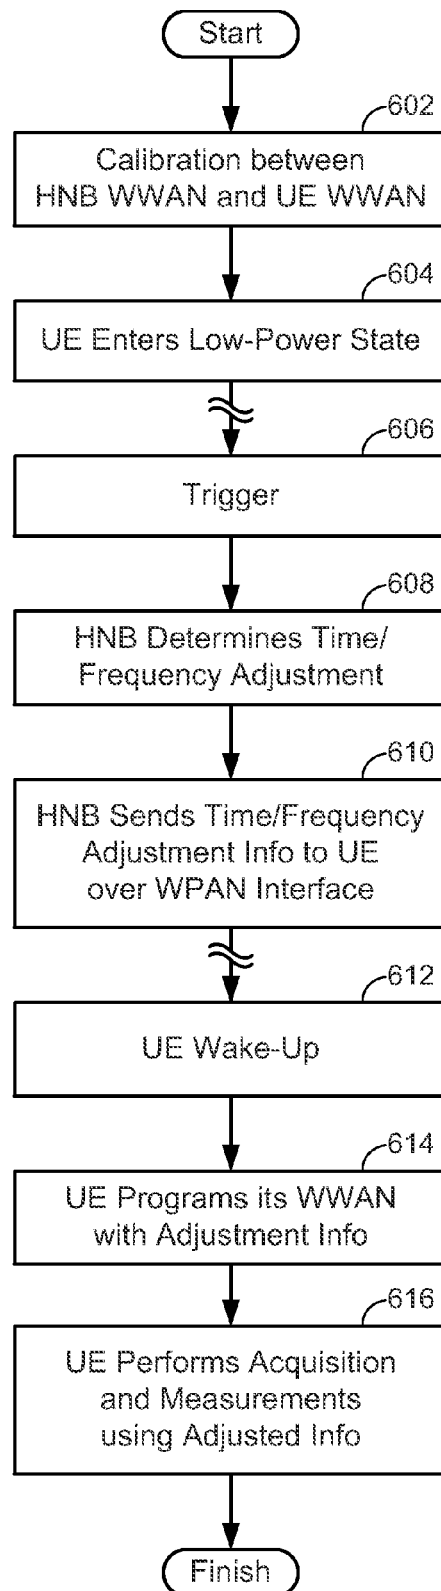 Start
602
Calibration between
HNB WWAN and UE WWAN
604
UE Enters Low-Power State
606
Trigger
608
HNB Determines Time/
Frequency Adjustment
610
HNB Sends Time/Frequency
Adjustment Info to UE
over WPAN Interface
612
UE Wake-Up
614
UE Programs its WWAN
with Adjustment Info
616
UE Performs Acquisition
and Measurements
using Adjusted Info
Finish